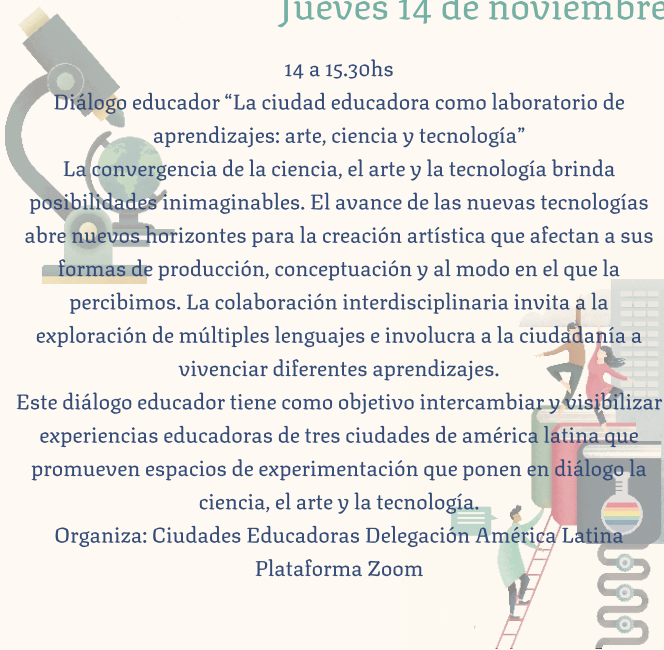 Jueves 14 de noviembre
14 a 15.30hs
Diálogo educador “La ciudad educadora como laboratorio de
aprendizajes: arte, ciencia y tecnología”
La convergencia de la ciencia, el arte y la tecnología brinda
posibilidades inimaginables. El avance de las nuevas tecnologías
abre nuevos horizontes para la creación artística que afectan a sus
formas de producción, conceptuación y al modo en el que la
percibimos. La colaboración interdisciplinaria invita a la
exploración de múltiples lenguajes e involucra a la ciudadanía a
vivenciar diferentes aprendizajes.
Este diálogo educador tiene como objetivo intercambiar y visibilizar
experiencias educadoras de tres ciudades de américa latina que
promueven espacios de experimentación que ponen en diálogo la
ciencia, el arte y la tecnología.
Organiza: Ciudades Educadoras Delegación América Latina
Plataforma Zoom